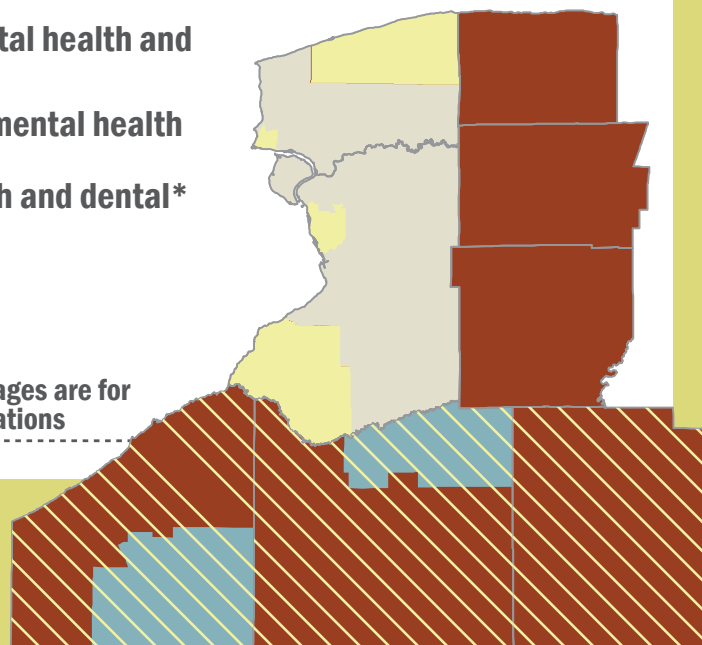 tal health and
mental health
h and dental*
ages are for
ations